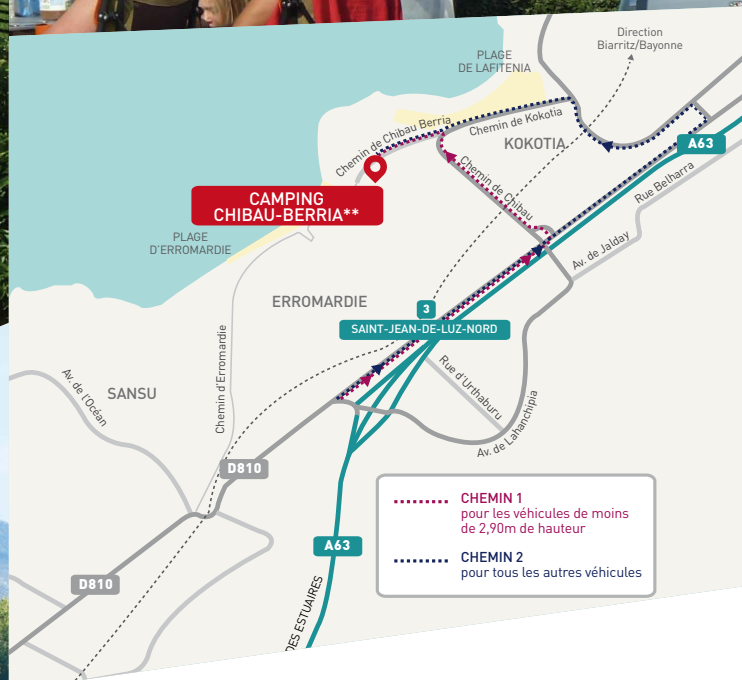 Direction
Biarritz/Bayonne
PLAGE
DE LAFITENIA
Chemin de Chibau Berria
Chemin de Kokotia
KOKOTIA
A63
Chemin de Chibau
Rue Belharra
CAMPING
CHIBAU-BERRIA**
PLAGE
D'ERROMARDIE
Av. de Jalday
ERROMARDIE
3
SAINT-JEAN-DE-LUZ-NORD
Chemin d'Erromardie
Av. de l'Océan
SANSU
Rue d'Urthaburu
Av. de Lahanchipia
D810
CHEMIN 1
pour les véhicules de moins
de 2,90m de hauteur
CHEMIN 2
pour tous les autres véhicules
A63
D810
DES ESTUAIRES